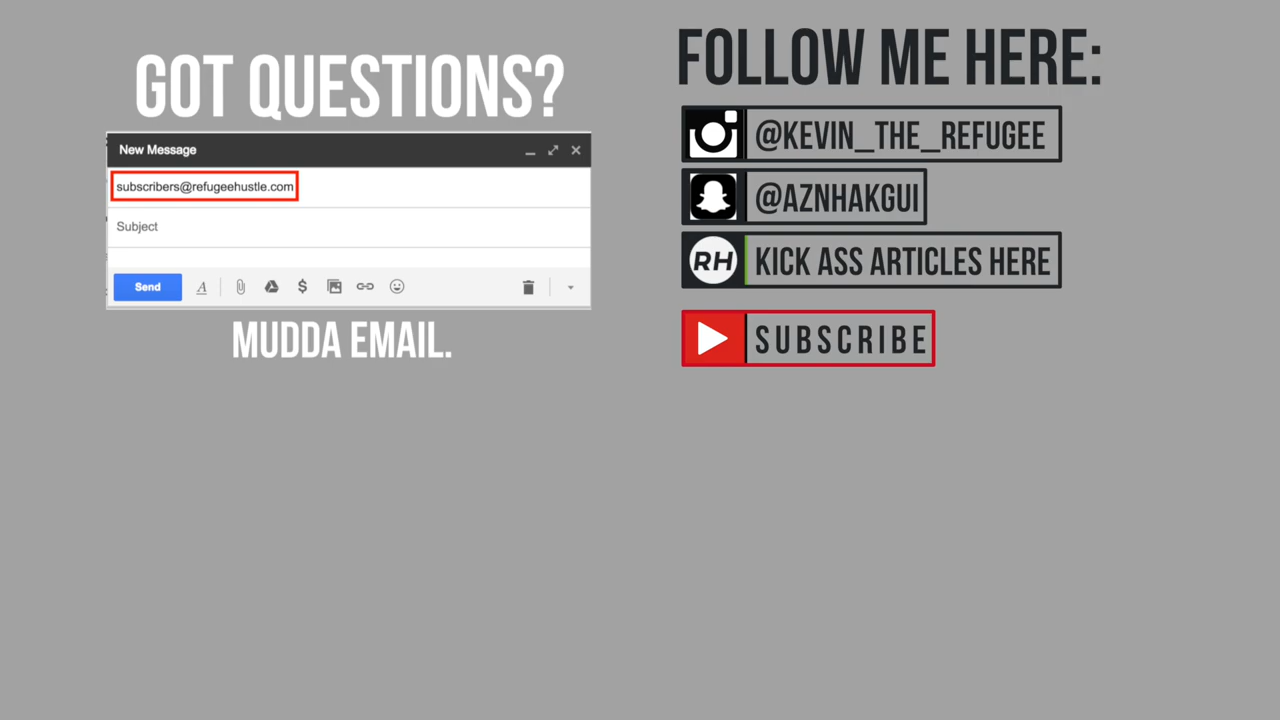 GOT QUESTIONS?
New Message
subscribers@refugeehustle.com
Subject
Send
A
$
MUDDA EMAIL.
FOLLOW ME HERE:
@KEVIN_THE_REFUGEE
@AZNHAKGUI
RH KICK ASS ARTICLES HERE
SUBSCRIBE